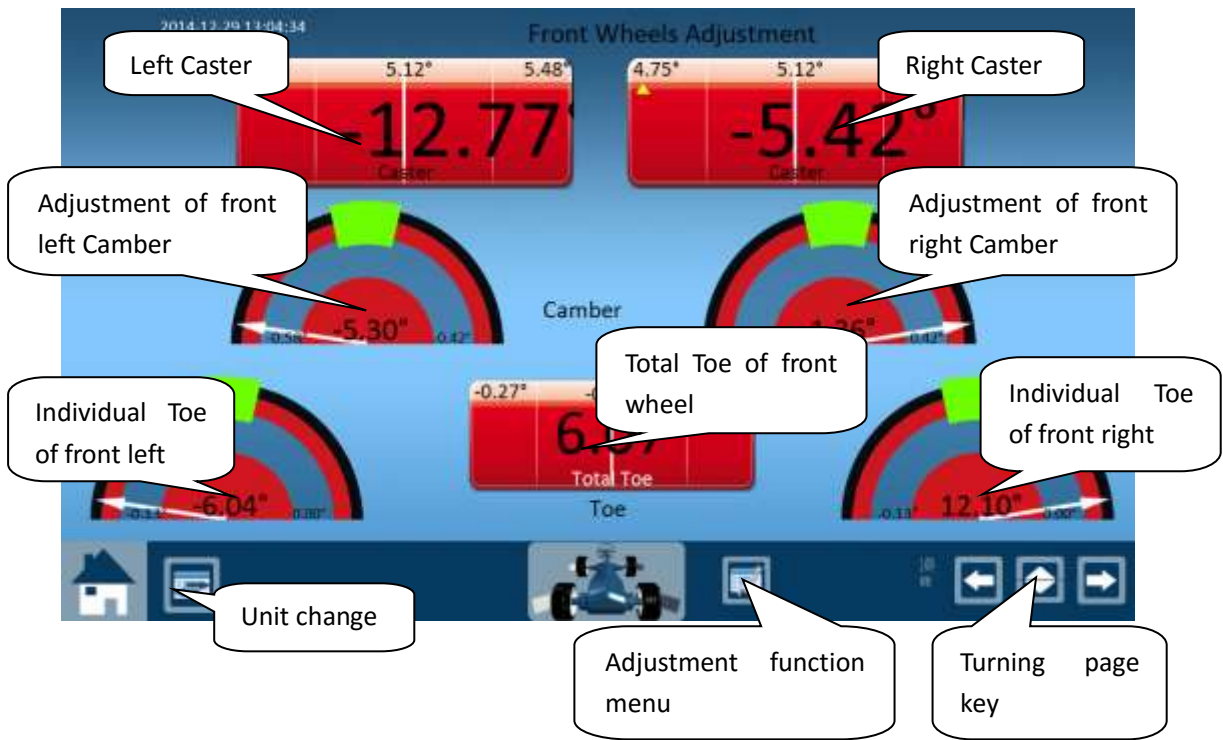 2014-12-29 13:04:34
Front Wheels Adjustment
Left Caster
5.12°
5.48°
4.75°
5.12°
Right Caster
-12.77°
Caster
-5.42°
Caster
Adjustment of front
left Camber
Adjustment of front
right Camber
Camber
-0.58°
-5.30°
0.42°
0.42°
Total Toe of front
wheel
-0.27°
Total Toe
Toe
Individual Toe
of front left
Individual Toe
of front right
-6.04°
0.00°
-0.13°
12.10°
0.00°
Unit change
Adjustment function
menu
Turning page
key